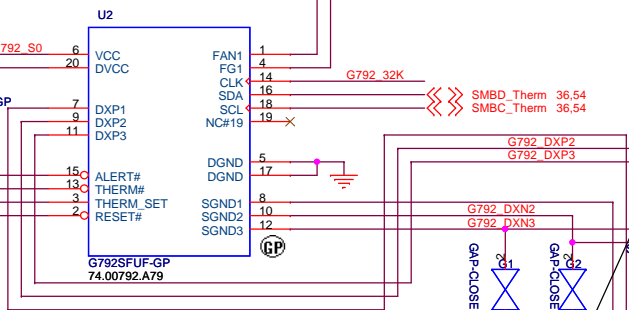 U2
792_S0
6 VCC FAN1 1
20 DVCC FG1 4
CLK 14 G792_32K
SDA 16 SMBD_Therm 36,54
GP
7 DXP1 SCL 18 SMBC_Therm 36,54
9 DXP2 NC#19 19
11 DXP3
G792_DXP2
G792_DXP3
DGND 5
15 ALERT# DGND 17
13 THERM#
3 THERM_SET SGND1 8
2 RESET# SGND2 10 G792_DXN2
SGND3 12 G792_DXN3
GP
G792SFUF-GP
74.00792.A79
GAP-CLOSE
2
G1
GAP-CLOSE
2
G2